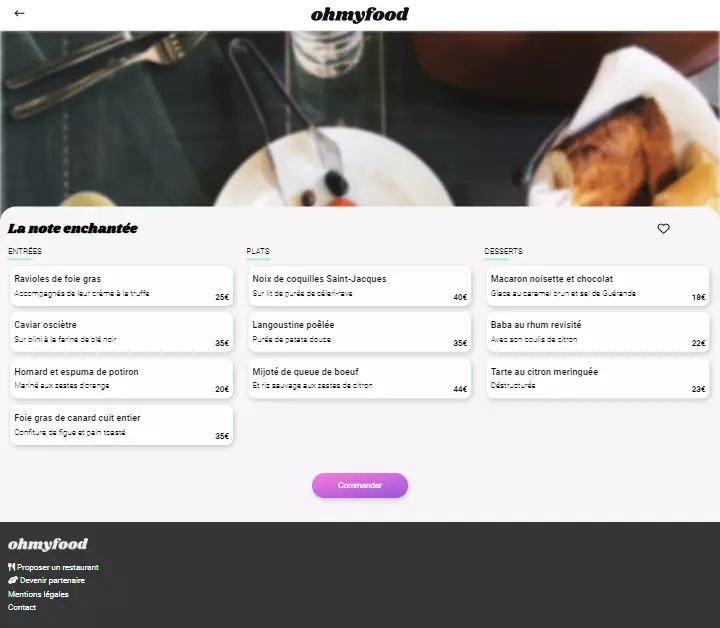 ohmyfood
La note enchantée
ENTRÉES
Ravioles de foie gras
Accompagnés de leur crème à la truffe
25€
Caviar osciètre
Sur blini à la farine de blé noir
35€
Homard et espuma de potiron
Mariné aux zestes d'orange
20€
Foie gras de canard cuit entier
Confiture de figue et pain toasté
35€
PLATS
Noix de coquilles Saint-Jacques
Sur lit de purée de céleri-rave
40€
Langoustine poêlée
Purée de patate douce
35€
Mijoté de queue de boeuf
Et riz sauvage aux zestes de citron
44€
DESSERTS
Macaron noisette et chocolat
Glace au caramel brun et sel de Guérande
18€
Baba au rhum revisité
Avec son coulis de citron
22€
Tarte au citron meringuée
Déstructurée
23€
Commander
ohmyfood
Proposer un restaurant
Devenir partenaire
Mentions légales
Contact